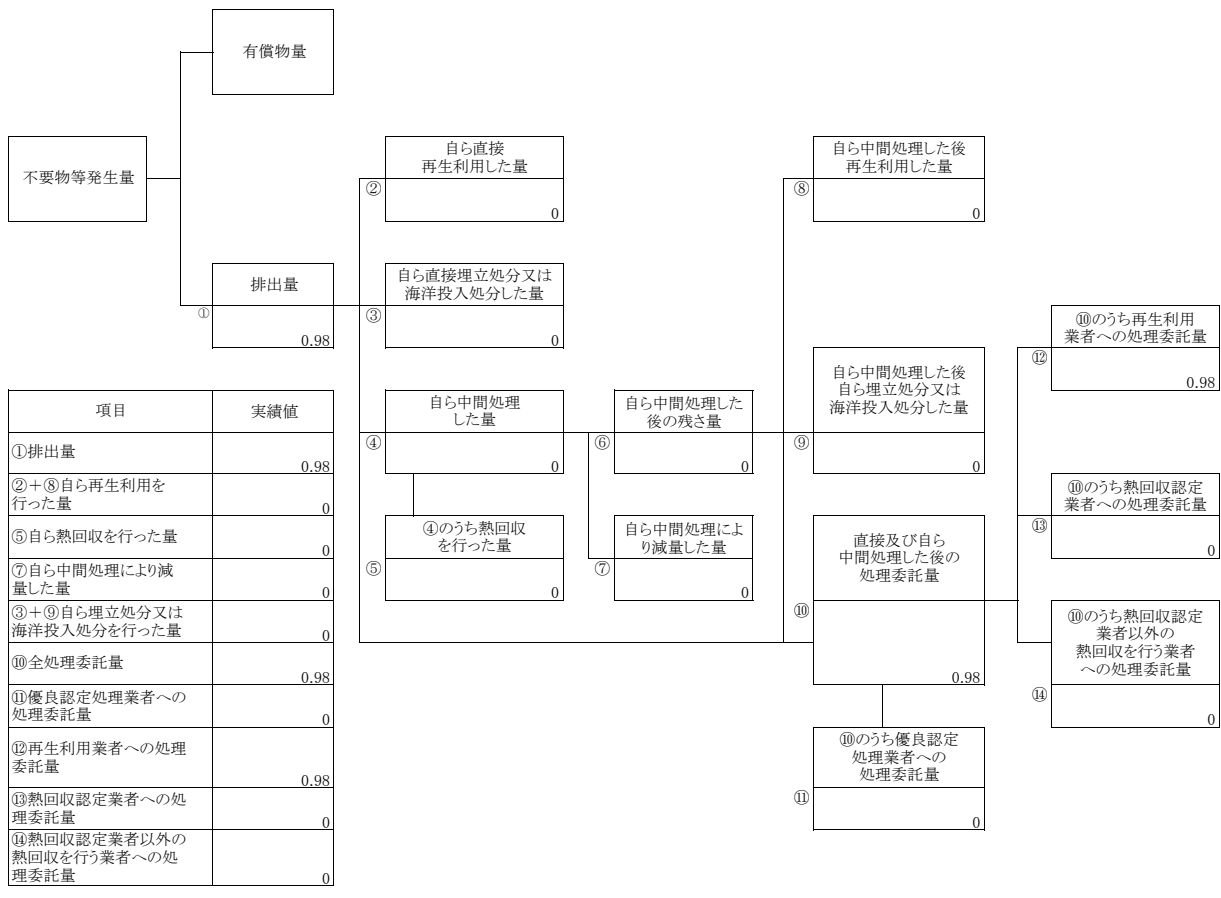 有償物量
不要物等発生量
排出量
①
0.98
自ら直接
再生利用した量
②
0
自ら直接埋立処分又は
海洋投入処分した量
③
0
自ら中間処理
した量
④
0
④のうち熱回収
を行った量
⑤
0
自ら中間処理した
後の残さ量
⑥
0
自ら中間処理によ
り減量した量
⑦
0
自ら中間処理した後
再生利用した量
⑧
0
自ら中間処理した後
自ら埋立処分又は
海洋投入処分した量
⑨
0
直接及び自ら
中間処理した後の
処理委託量
⑩
0.98
⑩のうち優良認定
処理業者への
処理委託量
⑪
0
⑩のうち再生利用
業者への処理委託量
⑫
0.98
⑩のうち熱回収認定
業者への処理委託量
⑬
0
⑩のうち熱回収認定
業者以外の
熱回収を行う業者
への処理委託量
⑭
0
項目 実績値
①排出量
0.98
②＋⑧自ら再生利用を
行った量
0
⑤自ら熱回収を行った量
0
⑦自ら中間処理により減
量した量
0
③＋⑨自ら埋立処分又は
海洋投入処分を行った量
0
⑩全処理委託量
0.98
⑪優良認定処理業者への
処理委託量
0
⑫再生利用業者への処理
委託量
0.98
⑬熱回収認定業者への処
理委託量
0
⑭熱回収認定業者以外の
熱回収を行う業者への処
理委託量
0